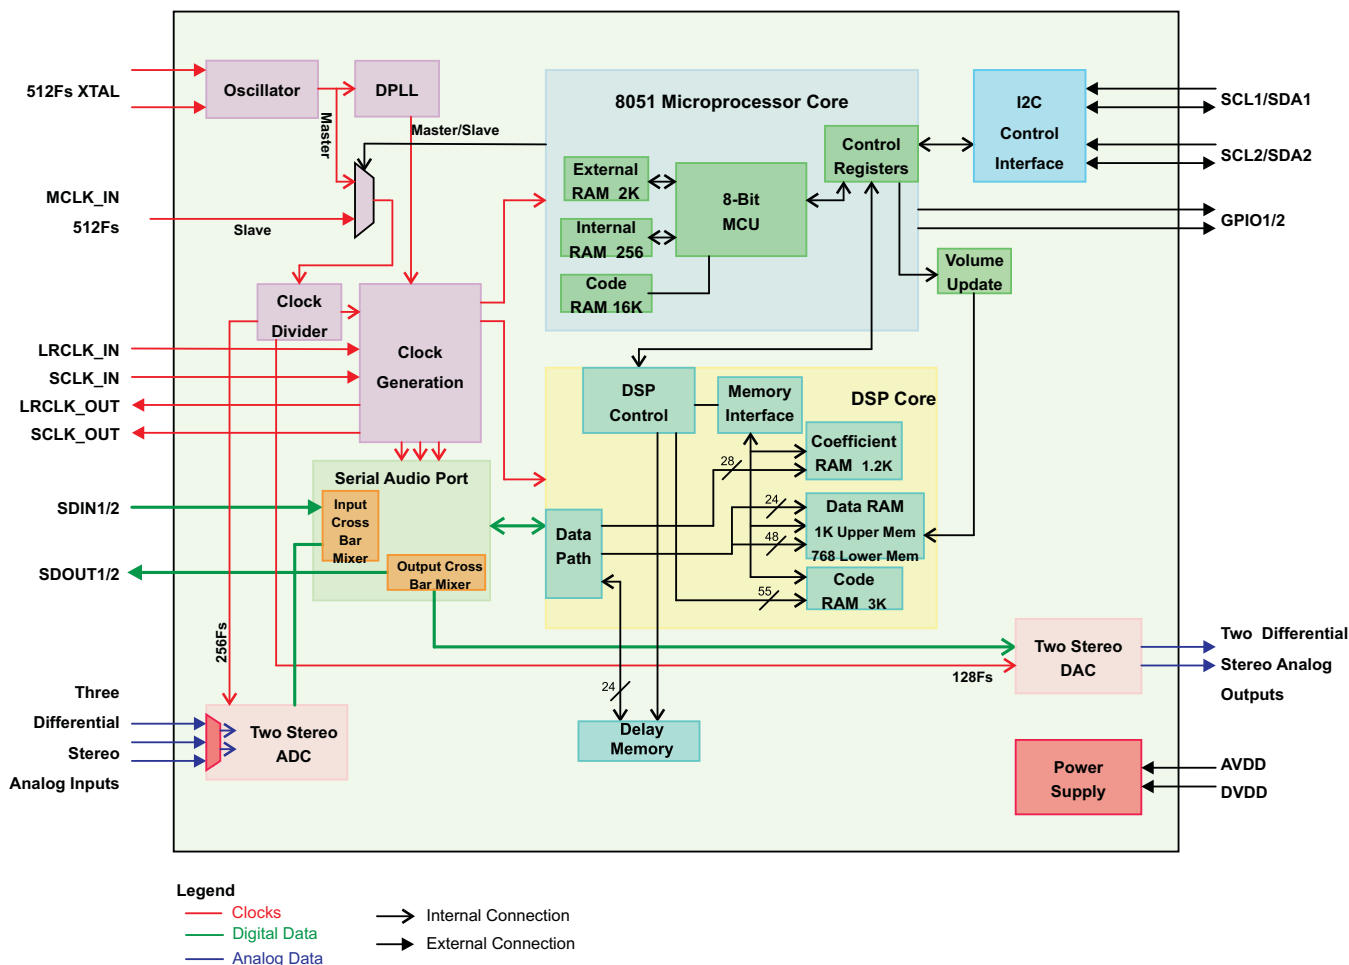 512Fs XTAL
Oscillator
DPLL
Master
Master/Slave
MCLK_IN
512Fs
Slave
Clock
Divider
Clock
Generation
LRCLK_IN
SCLK_IN
LRCLK_OUT
SCLK_OUT
8051 Microprocessor Core
External
RAM 2K
Internal
RAM 256
Code
RAM 16K
8-Bit
MCU
Control
Registers
I2C
Control
Interface
SCL1/SDA1
SCL2/SDA2
GPIO1/2
Volume
Update
Serial Audio Port
Input
Cross
Bar
Mixer
Output Cross
Bar Mixer
SDIN1/2
SDOUT1/2
DSP Core
DSP
Control
Memory
Interface
Coefficient
RAM 1.2K
28
Data RAM
1K Upper Mem
768 Lower Mem
24
48
Data
Path
Code
RAM 3K
55
24
Delay
Memory
256Fs
128Fs
Two Stereo
DAC
Two Differential
Stereo Analog
Outputs
Three
Differential
Stereo
Analog Inputs
Two Stereo
ADC
Power
Supply
AVDD
DVDD
Legend
Clocks
Digital Data
Analog Data
Internal Connection
External Connection